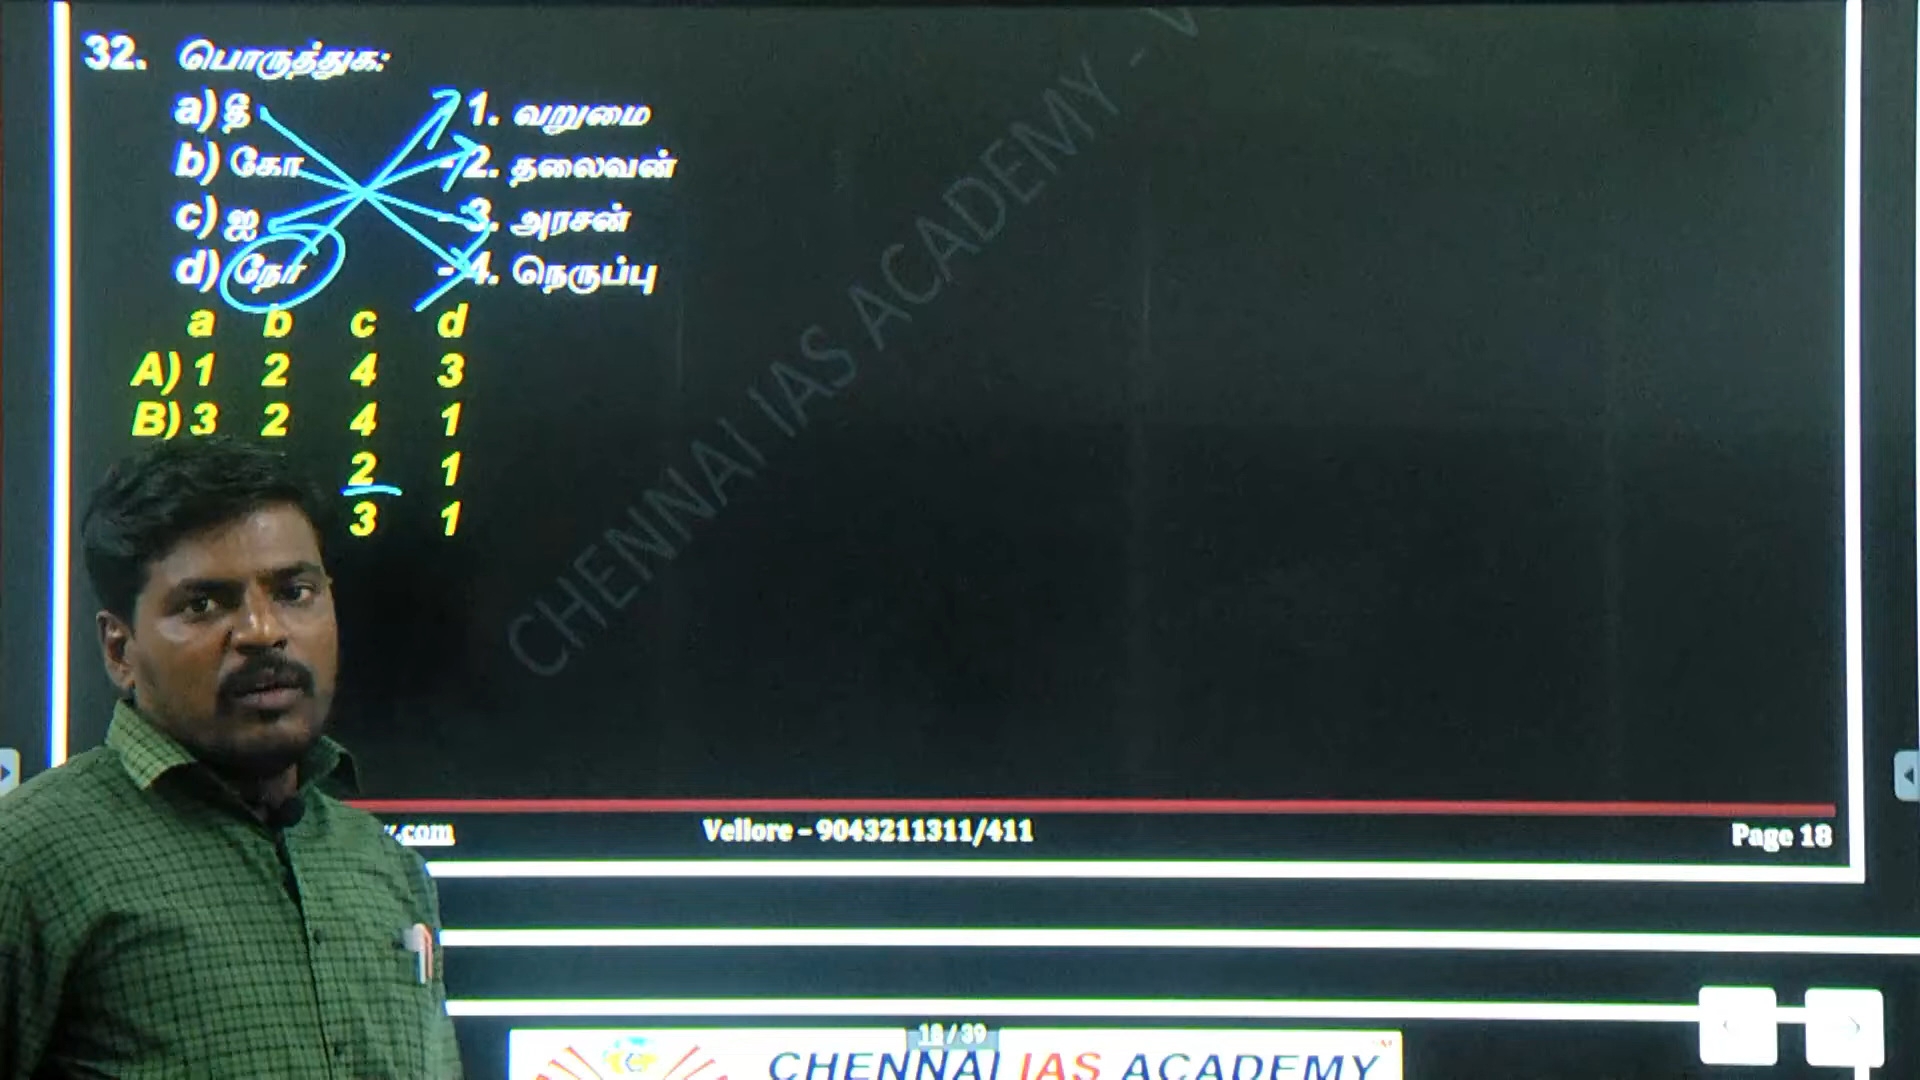 32. பொருத்துக:
a) தீ - 1. வறுமை
b) கோ - 2. தலைவன்
c) ஐ - 3. அரசன்
d) நோ - 4. நெருப்பு
a b c d
A) 1 2 4 3
B) 3 2 4 1
2 1
3 1
CHENNAI IAS ACADEMY - V
.com Vellore – 9043211311/411 Page 18
18 / 39
CHENNAI IAS ACADEMY